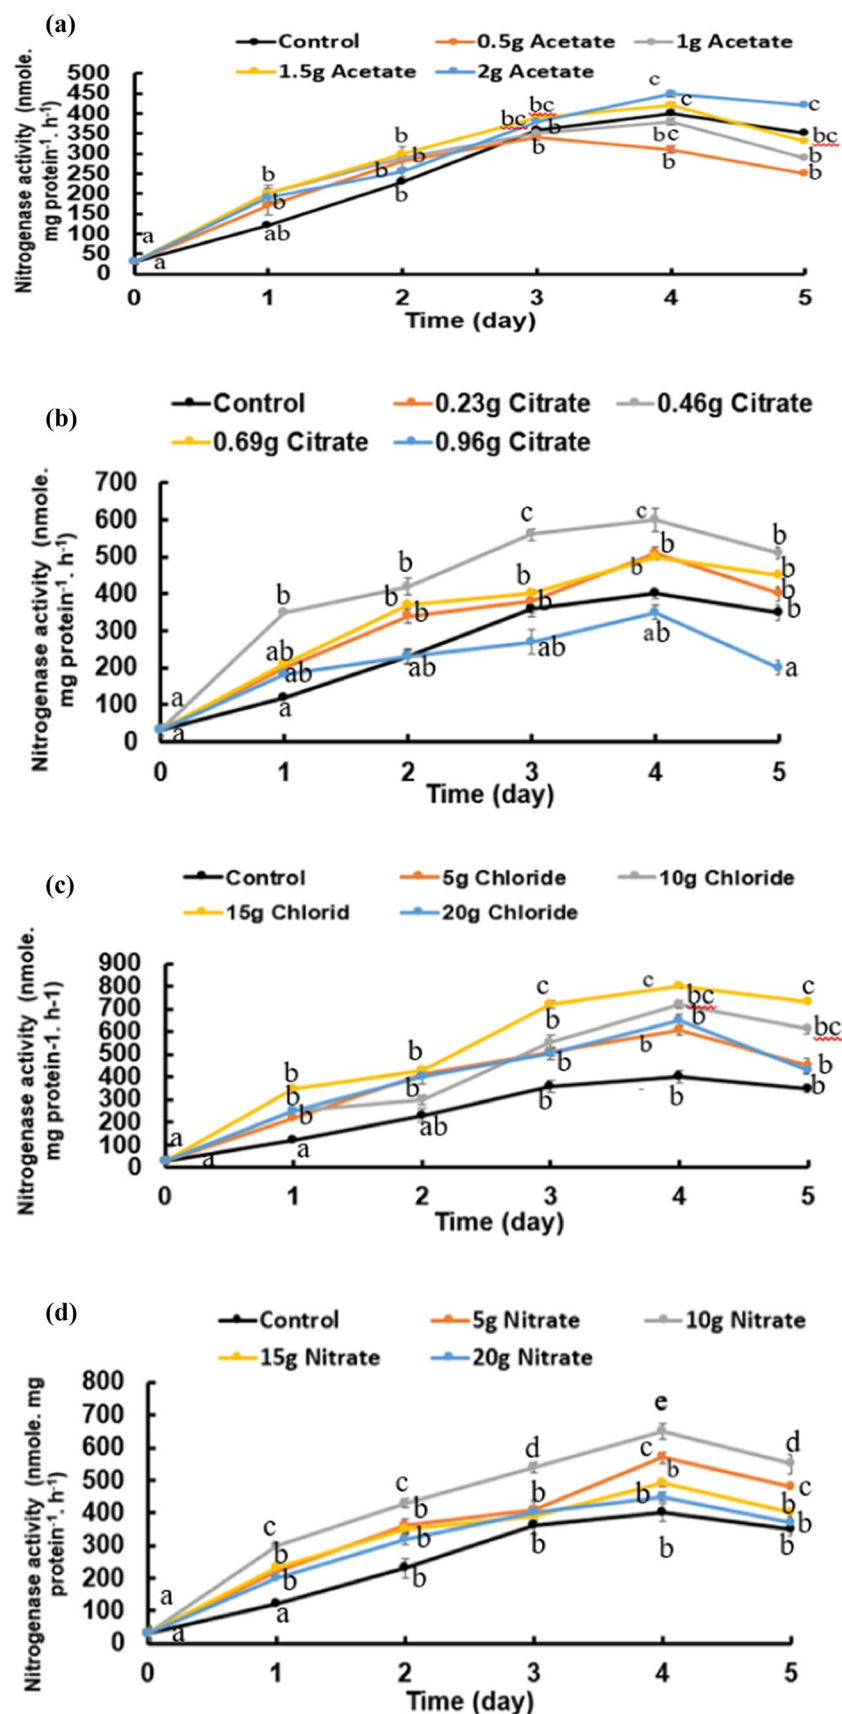 (a)
Control 0.5g Acetate 1g Acetate
1.5g Acetate 2g Acetate
Nitrogenase activity (nmole.
mg protein⁻¹. h⁻¹)
500
450
400
350
300
250
200
150
100
50
0
a
a
b
b
ab
b
b
b
b
bc
bc
b
b
c
c
bc
b
c
bc
b
b
0 1 2 3 4 5
Time (day)
(b)
Control 0.23g Citrate 0.46g Citrate
0.69g Citrate 0.96g Citrate
Nitrogenase activity (nmole.
mg protein⁻¹. h⁻¹)
700
600
500
400
300
200
100
0
a
a
b
ab
ab
a
b
b
b
ab
c
b
b
ab
c
b
b
ab
b
b
b
b
a
0 1 2 3 4 5
Time (day)
(c)
Control 5g Chloride 10g Chloride
15g Chlorid 20g Chloride
Nitrogenase activity (nmole.
mg protein-1. h-1)
900
800
700
600
500
400
300
200
100
0
a
a
b
b
b
a
b
b
ab
c
b
b
b
c
bc
b
b
b
c
bc
b
b
0 1 2 3 4 5
Time (day)
(d)
Control 5g Nitrate 10g Nitrate
15g Nitrate 20g Nitrate
Nitrogenase activity (nmole. mg
protein⁻¹. h⁻¹)
800
700
600
500
400
300
200
100
0
a
a
c
b
b
a
c
b
b
b
d
b
b
e
c
b
b
b
d
c
b
b
b
0 1 2 3 4 5
Time (day)